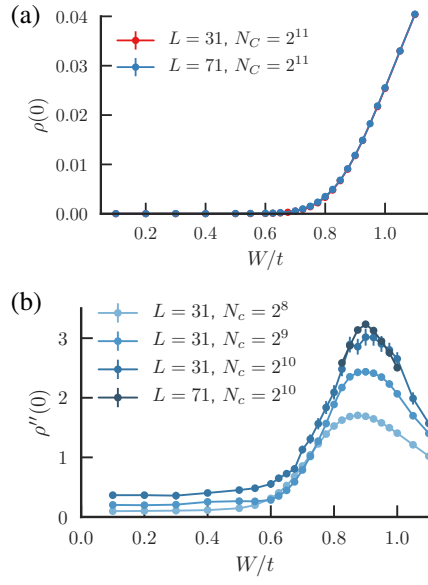 (a)
0.04
0.03
0.02
0.01
0.00
ρ(0)
L = 31, N_C = 2^11
L = 71, N_C = 2^11
0.2 0.4 0.6 0.8 1.0
W/t
(b)
3
2
1
0
ρ′′(0)
L = 31, N_c = 2^8
L = 31, N_c = 2^9
L = 31, N_c = 2^10
L = 71, N_c = 2^10
0.0 0.2 0.4 0.6 0.8 1.0
W/t